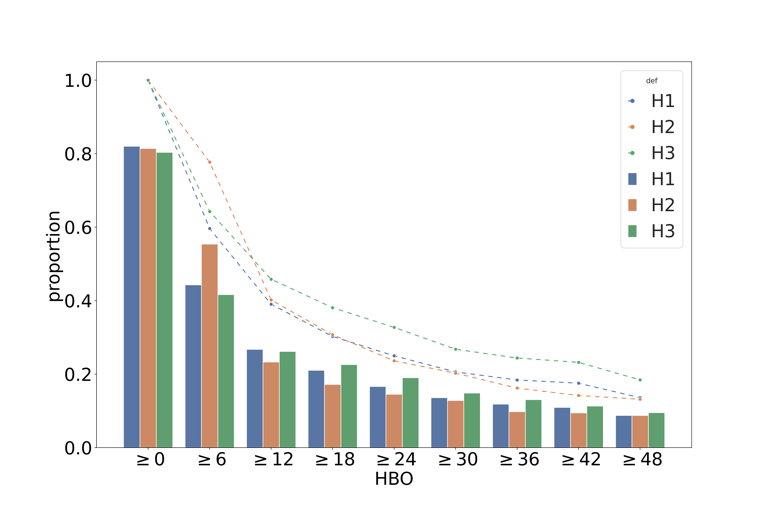 def
H1
H2
H3
H1
H2
H3
1.0
0.8
0.6
0.4
0.2
0.0
proportion
≥ 0 ≥ 6 ≥ 12 ≥ 18 ≥ 24 ≥ 30 ≥ 36 ≥ 42 ≥ 48
HBO